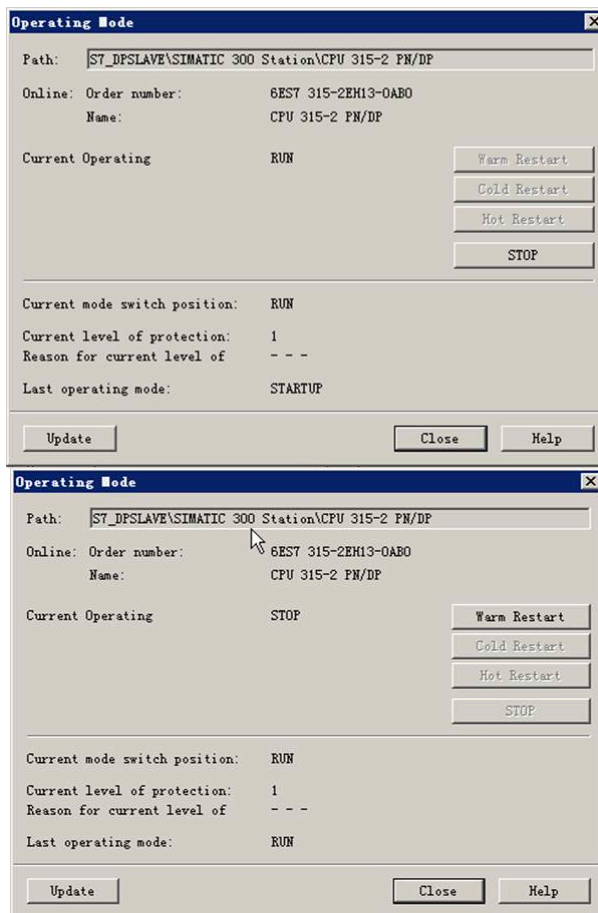 Operating Mode
Path: S7_DPSLAVE\SIMATIC 300 Station\CPU 315-2 PN/DP
Online: Order number: 6ES7 315-2EH13-0AB0
Name: CPU 315-2 PN/DP
Current Operating RUN
Warm Restart
Cold Restart
Hot Restart
STOP
Current mode switch position: RUN
Current level of protection: 1
Reason for current level of - - -
Last operating mode: STARTUP
Update Close Help
Operating Mode
Path: S7_DPSLAVE\SIMATIC 300 Station\CPU 315-2 PN/DP
Online: Order number: 6ES7 315-2EH13-0AB0
Name: CPU 315-2 PN/DP
Current Operating STOP Warm Restart
Cold Restart
Hot Restart
STOP
Current mode switch position: RUN
Current level of protection: 1
Reason for current level of - - -
Last operating mode: RUN
Update Close Help